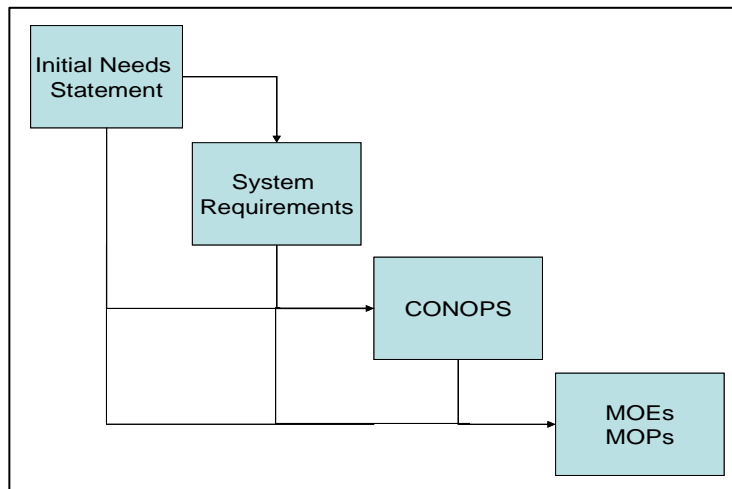 Initial Needs
Statement
System
Requirements
CONOPS
MOEs
MOPs